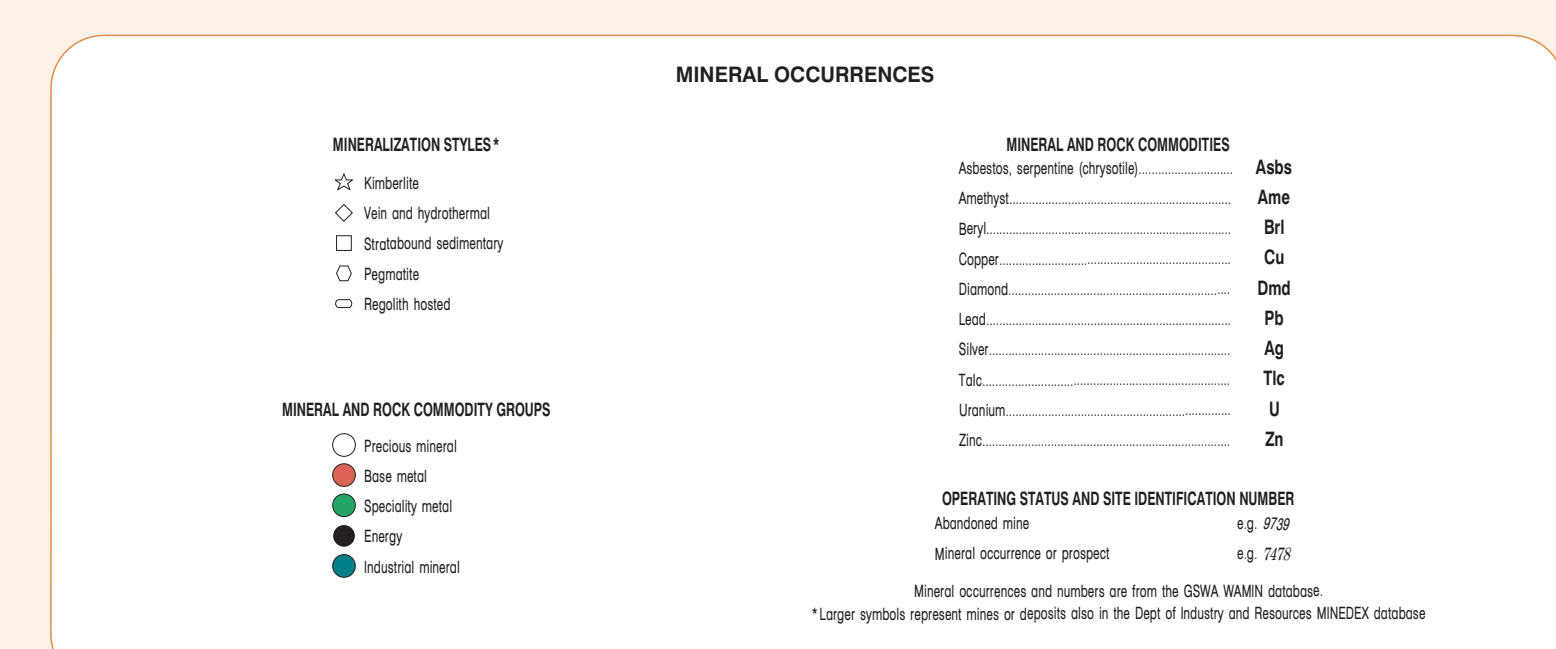 MINERAL OCCURRENCES
MINERALIZATION STYLES*
Kimberlite
Vein and hydrothermal
Stratabound sedimentary
Pegmatite
Regolith hosted
MINERAL AND ROCK COMMODITY GROUPS
Precious mineral
Base metal
Speciality metal
Energy
Industrial mineral
MINERAL AND ROCK COMMODITIES
Asbestos, serpentine (chrysotile)............................ Asbs
Amethyst.................................................................... Ame
Beryl........................................................................... Brl
Copper....................................................................... Cu
Diamond.................................................................... Dmd
Lead........................................................................... Pb
Silver.......................................................................... Ag
Talc............................................................................ Tlc
Uranium..................................................................... U
Zinc............................................................................ Zn
OPERATING STATUS AND SITE IDENTIFICATION NUMBER
Abandoned mine e.g. 9739
Mineral occurrence or prospect e.g. 7478
Mineral occurrences and numbers are from the GSWA WAMIN database.
*Larger symbols represent mines or deposits also in the Dept of Industry and Resources MINEDEX database